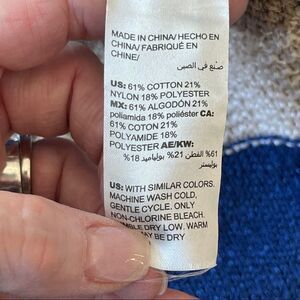 MADE IN CHINA/ HECHO EN
CHINA/ FABRIQUÉ EN
CHINE/
صنع في الصين
US: 61% COTTON 21%
NYLON 18% POLYESTER
MX: 61% ALGODÓN 21%
poliamida 18% poliéster CA:
61% COTON 21%
POLYAMIDE 18%
POLYESTER AE/KW:
61% القطن 21% بولياميد 18%
بوليستر
US: WITH SIMILAR COLORS.
MACHINE WASH COLD,
GENTLE CYCLE. ONLY
NON-CHLORINE BLEACH.
DRY LOW. WARM
MAY BE DRY